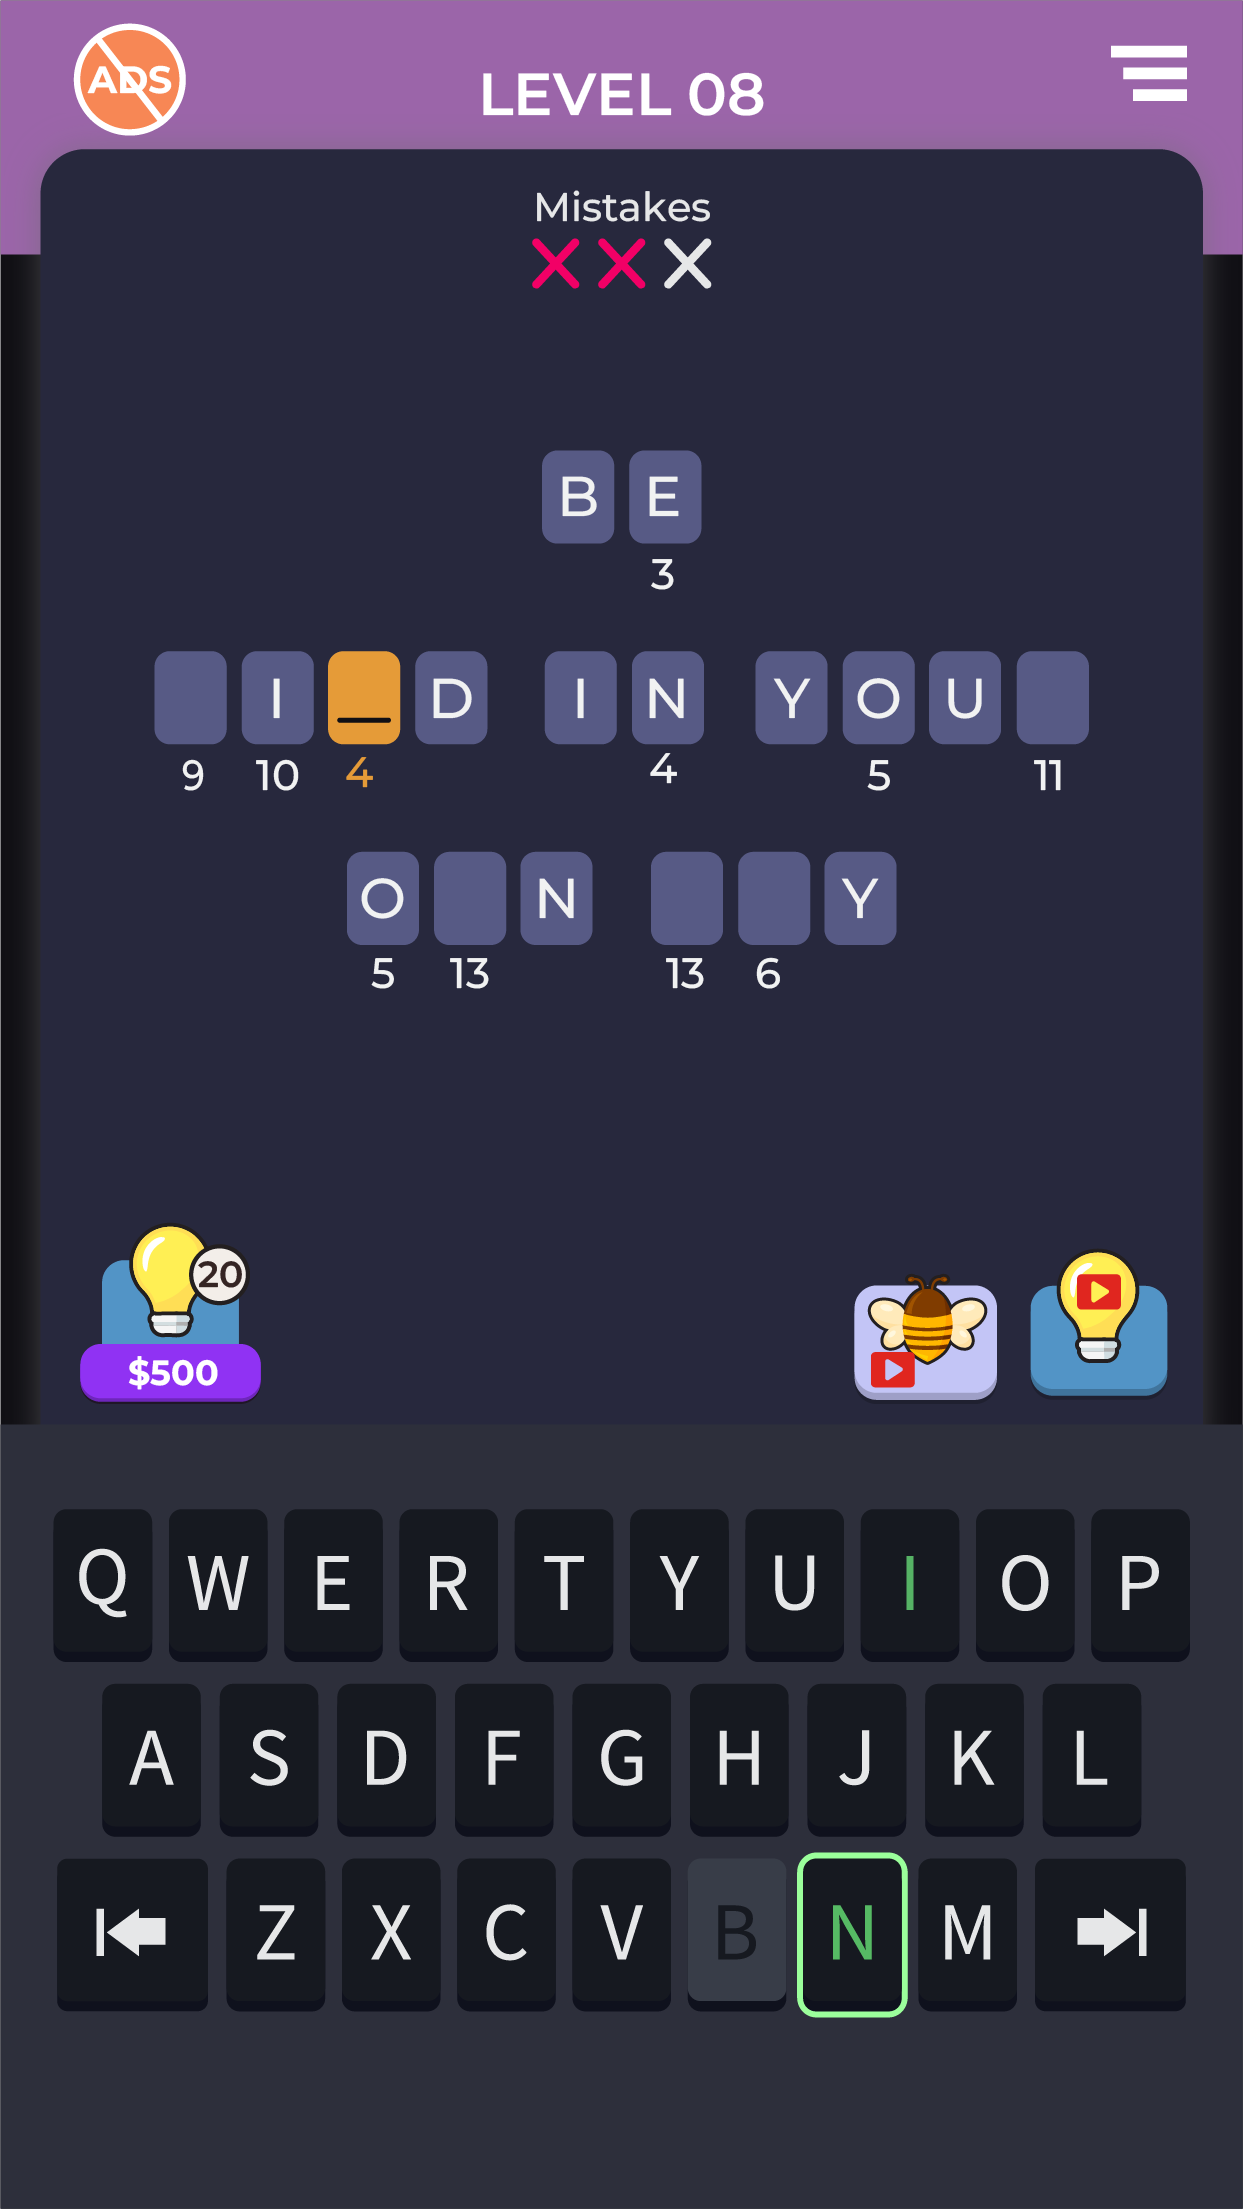 ADS
LEVEL 08
Mistakes
B E
3
I _ D I N Y O U
9 10 4 4 5 11
O N Y
5 13 13 6
20
$500
Q W E R T Y U I O P
A S D F G H J K L
Z X C V B N M